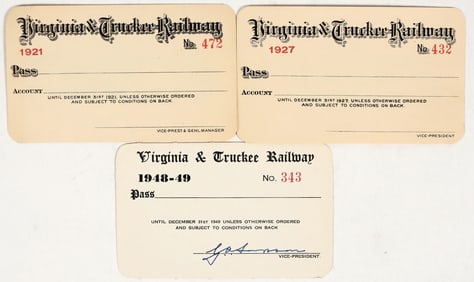 Virginia & Truckee Railway
1921
No. 472
Pass
Account
UNTIL DECEMBER 31ST 1921, UNLESS OTHERWISE ORDERED
AND SUBJECT TO CONDITIONS ON BACK.
VICE-PREST & GENL MANAGER
Virginia & Truckee Railway
1927
No. 432
Pass
Account
UNTIL DECEMBER 31ST 1927, UNLESS OTHERWISE ORDERED
AND SUBJECT TO CONDITIONS ON BACK.
VICE-PRESIDENT
Virginia & Truckee Railway
1948-49
No. 343
Pass
UNTIL DECEMBER 31ST 1949 UNLESS OTHERWISE ORDERED
AND SUBJECT TO CONDITIONS ON BACK
VICE-PRESIDENT